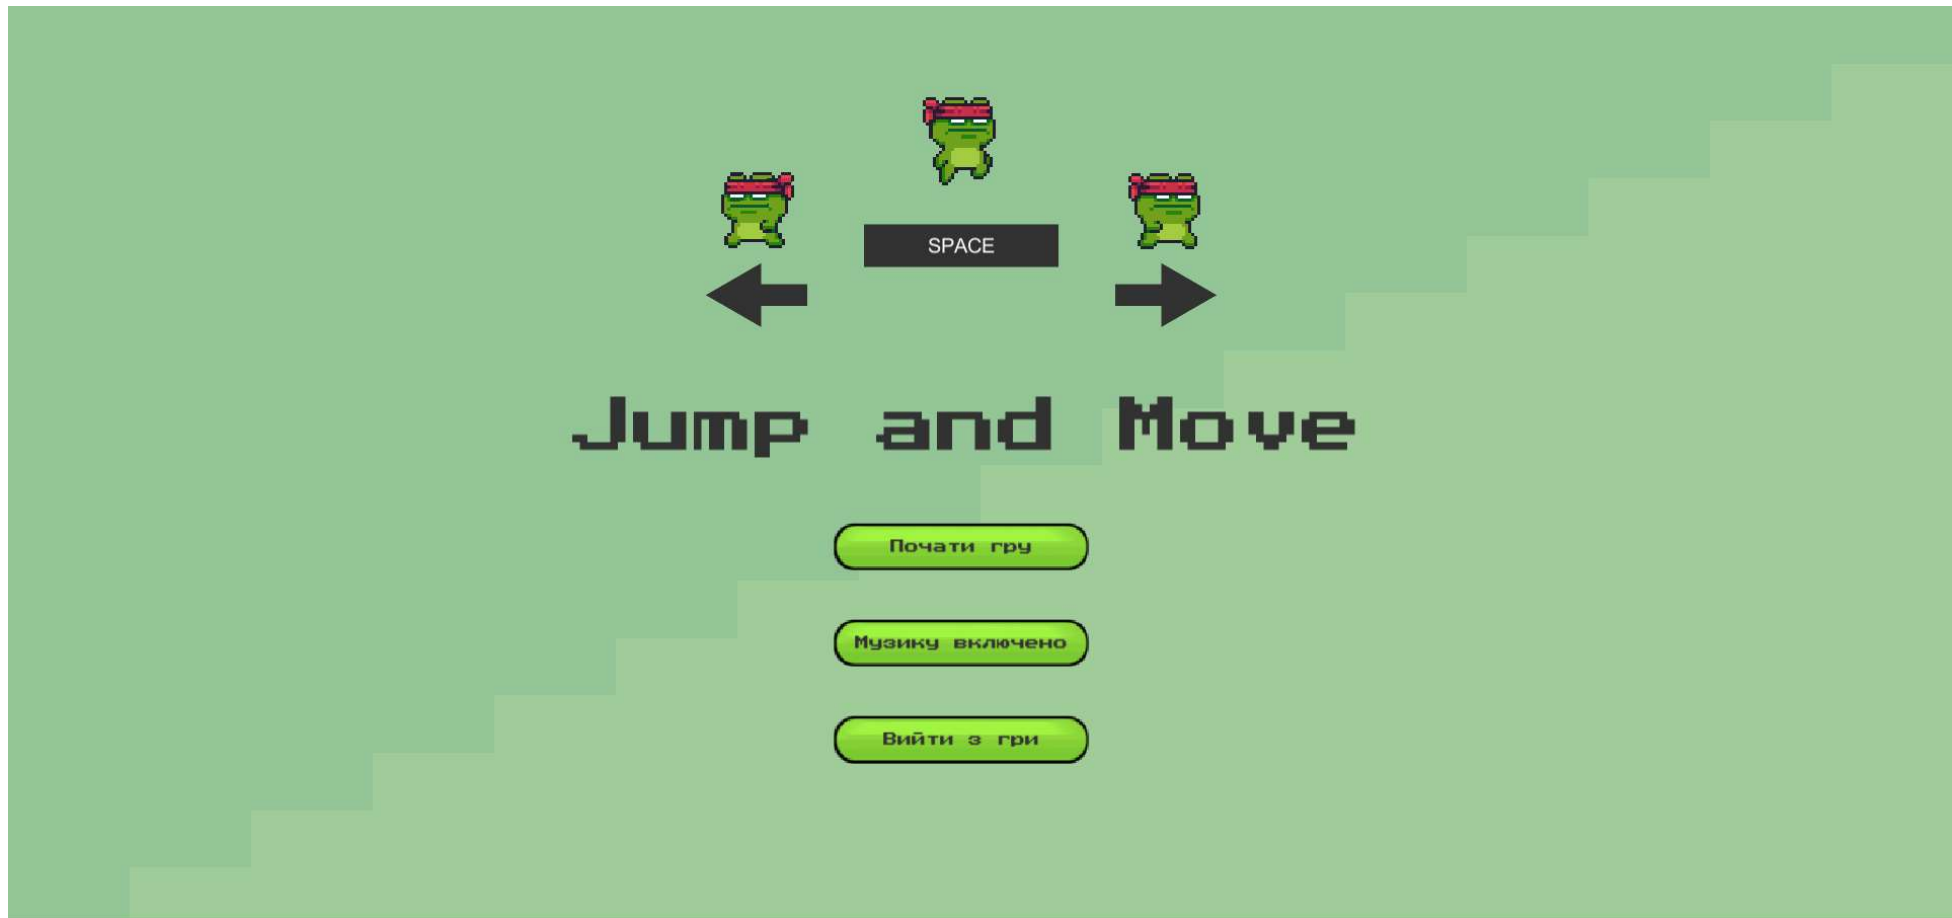 SPACE
Jump and Move
Почати гру
Музику включено
Вийти з гри